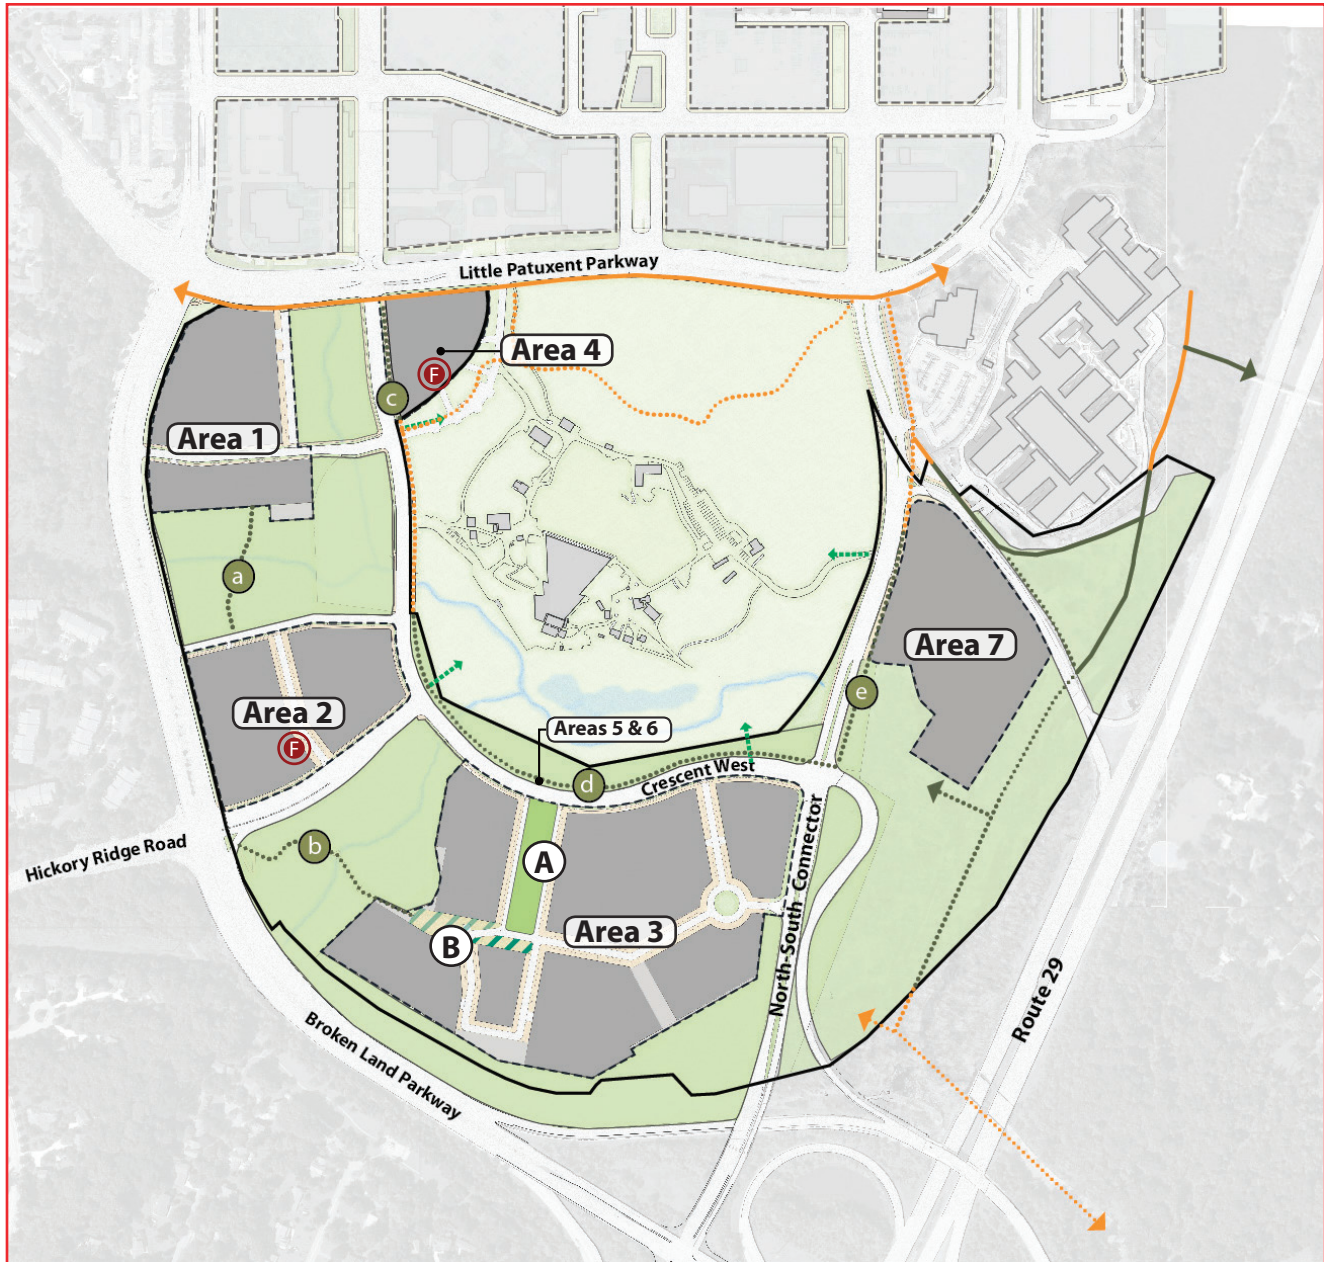 Little Patuxent Parkway
Area 4
F
c
Area 1
a
Area 7
e
Area 2
F
Areas 5 & 6
d
Crescent West
b
Hickory Ridge Road
A
North-South Connector
Area 3
B
Route 29
Broken Land Parkway